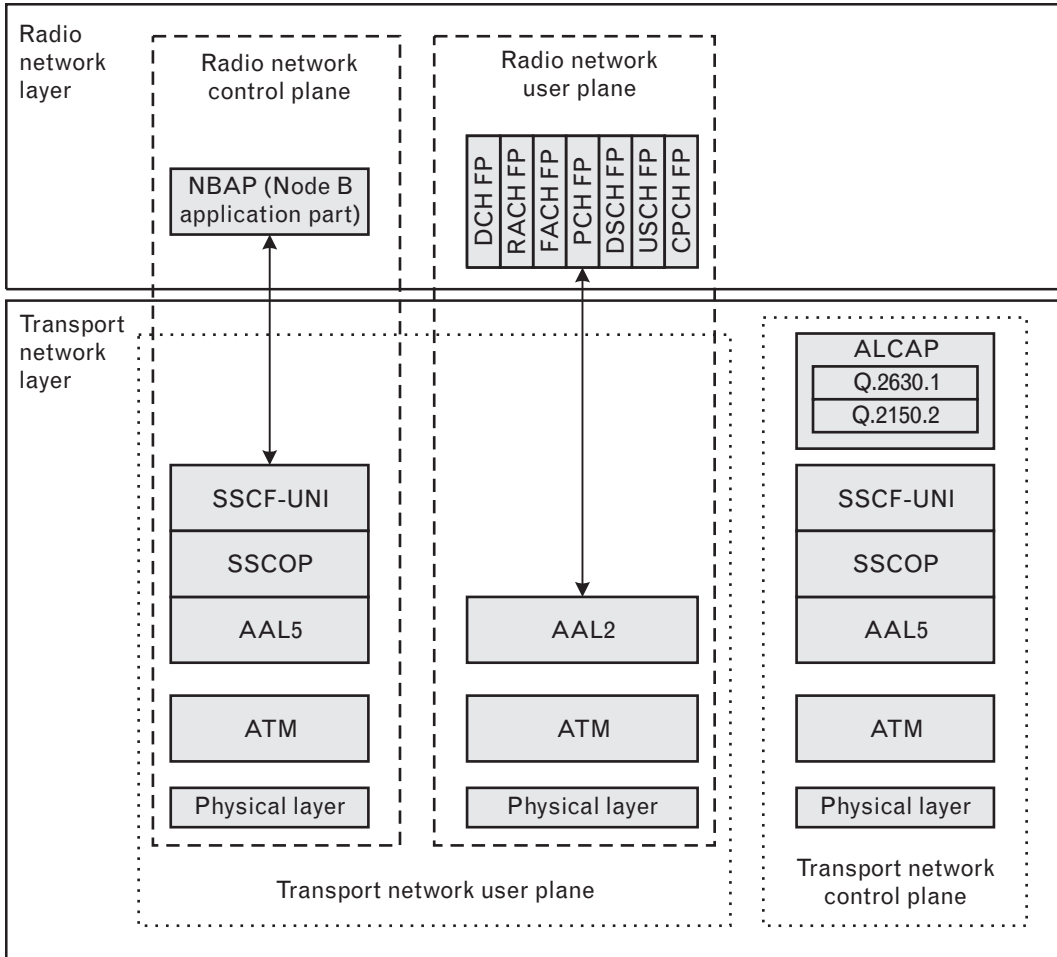 Radio
network
layer
Radio network
control plane
Radio network
user plane
NBAP (Node B
application part)
DCH FP
RACH FP
FACH FP
PCH FP
DSCH FP
USCH FP
CPCH FP
Transport
network
layer
ALCAP
Q.2630.1
Q.2150.2
SSCF-UNI
SSCOP
AAL5
ATM
Physical layer
AAL2
ATM
Physical layer
SSCF-UNI
SSCOP
AAL5
ATM
Physical layer
Transport network user plane
Transport network
control plane